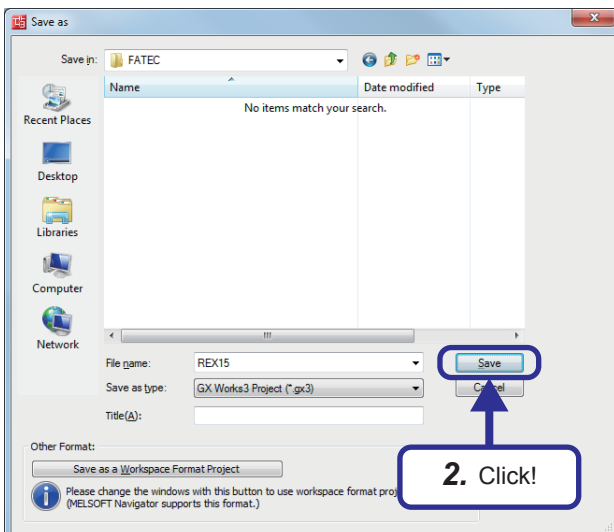 Save as
Save in: FATEC
Name Date modified Type
No items match your search.
Recent Places
Desktop
Libraries
Computer
Network
File name: REX15 Save
Save as type: GX Works3 Project (*.gx3)
Title(A):
Other Format:
Save as a Workspace Format Project
2. Click!
Please change the windows with this button to use workspace format
(MELSOFT Navigator supports this format.)